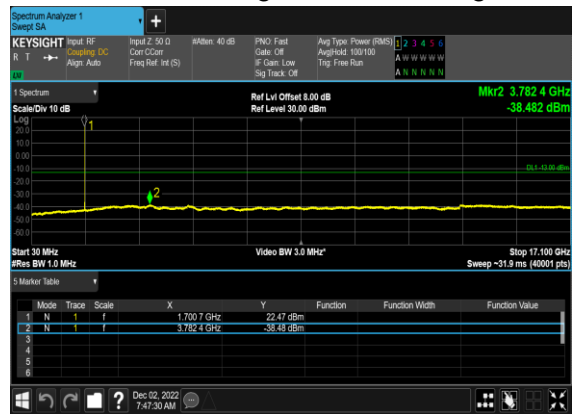 Spectrum Analyzer 1
Swept SA
+
KEYSIGHT Input: RF Input Z: 50 Ω #Atten: 40 dB PNO: Fast Avg Type: Power (RMS) 1 2 3 4 5 6
R T Coupling: DC Corr CCorr Gate: Off Avg|Hold: 100/100 A W W W W W
Align: Auto Freq Ref: Int (S) IF Gain: Low Trig: Free Run
LW Sig Track: Off A N N N N N
1 Spectrum Ref Lvl Offset 8.00 dB Mkr2 3.782 4 GHz
Scale/Div 10 dB Ref Level 30.00 dBm -38.482 dBm
Log
20.0
10.0
0.00
-10.0
-20.0
-30.0
-40.0
-50.0
-60.0
1
DL1 -13.00 dBm
2
Start 30 MHz Video BW 3.0 MHz* Stop 17.100 GHz
#Res BW 1.0 MHz Sweep ~31.9 ms (40001 pts)
5 Marker Table
Mode Trace Scale X Y Function Function Width Function Value
1 N 1 f 1.700 7 GHz 22.47 dBm
2 N 1 f 3.782 4 GHz -38.48 dBm
3
4
5
6
? Dec 02, 2022
7:47:30 AM